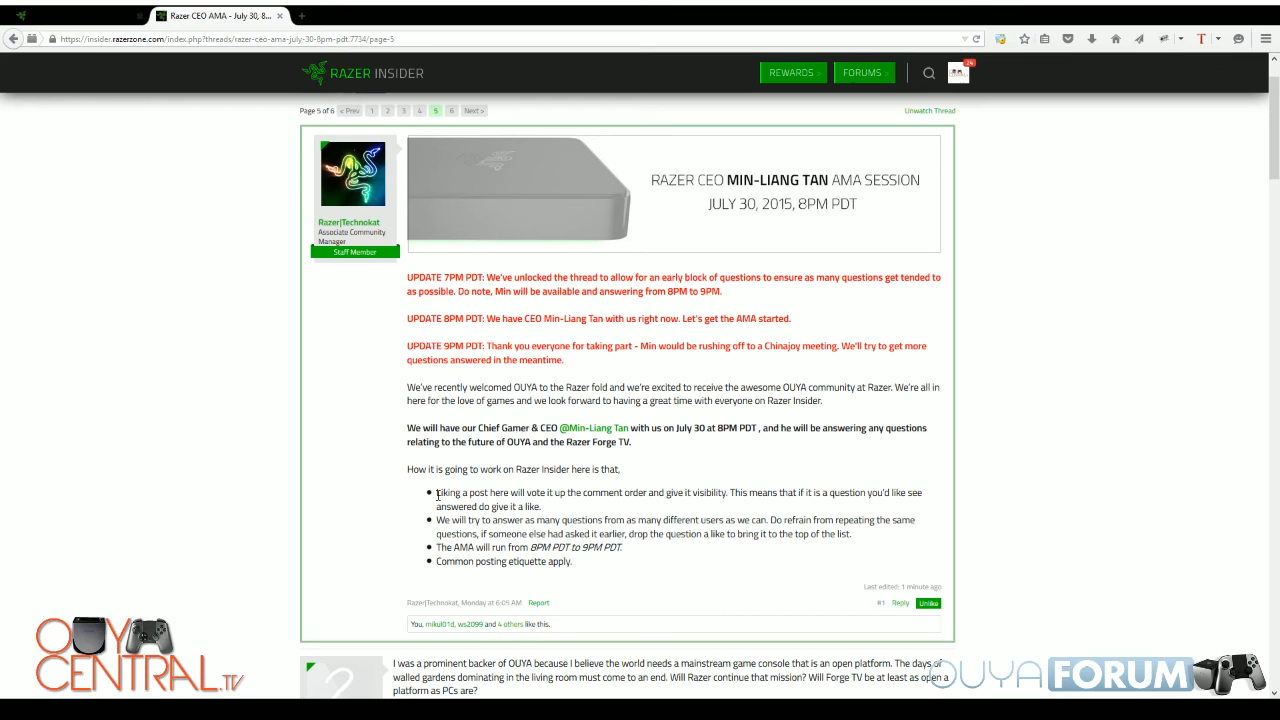 Razer CEO AMA - July 30, 8...
https://insider.razerzone.com/index.php?threads/razer-ceo-ama-july-30-8pm-pdt.7734/page-5
RAZER INSIDER
REWARDS
FORUMS
24
Page 5 of 6 < Prev 1 2 3 4 5 6 Next >
Unwatch Thread
RAZER CEO MIN-LIANG TAN AMA SESSION
JULY 30, 2015, 8PM PDT
Razer|Technokat
Associate Community
Manager
Staff Member
UPDATE 7PM PDT: We've unlocked the thread to allow for an early block of questions to ensure as many questions get tended to
as possible. Do note, Min will be available and answering from 8PM to 9PM.
UPDATE 8PM PDT: We have CEO Min-Liang Tan with us right now. Let's get the AMA started.
UPDATE 9PM PDT: Thank you everyone for taking part - Min would be rushing off to a Chinajoy meeting. We'll try to get more
questions answered in the meantime.
We've recently welcomed OUYA to the Razer fold and we're excited to receive the awesome OUYA community at Razer. We're all in
here for the love of games and we look forward to having a great time with everyone on Razer Insider.
We will have our Chief Gamer & CEO @Min-Liang Tan with us on July 30 at 8PM PDT , and he will be answering any questions
relating to the future of OUYA and the Razer Forge TV.
How it is going to work on Razer Insider here is that,
Liking a post here will vote it up the comment order and give it visibility. This means that if it is a question you'd like see
answered do give it a like.
We will try to answer as many questions from as many different users as we can. Do refrain from repeating the same
questions, if someone else had asked it earlier, drop the question a like to bring it to the top of the list.
The AMA will run from 8PM PDT to 9PM PDT.
Common posting etiquette apply.
Last edited: 1 minute ago
Razer|Technokat, Monday at 6:05 AM Report
#1 Reply Unlike
You, mikul01d, ws2099 and 4 others like this.
I was a prominent backer of OUYA because I believe the world needs a mainstream game console that is an open platform. The days of
walled gardens dominating in the living room must come to an end. Will Razer continue that mission? Will Forge TV be at least as open a
platform as PCs are?
OUYA
CENTRAL.TV
OUYAFORUM